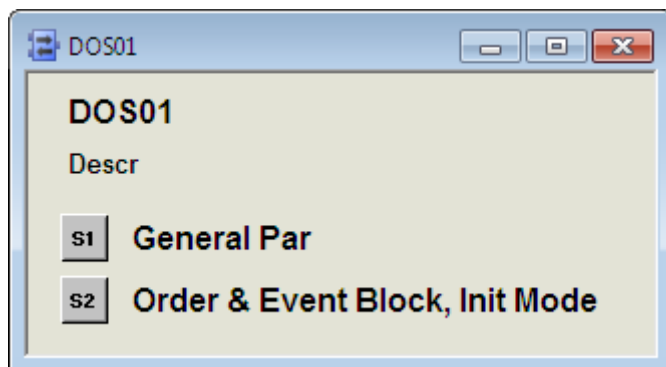 DOS01
DOS01
Descr
S1 General Par
S2 Order & Event Block, Init Mode